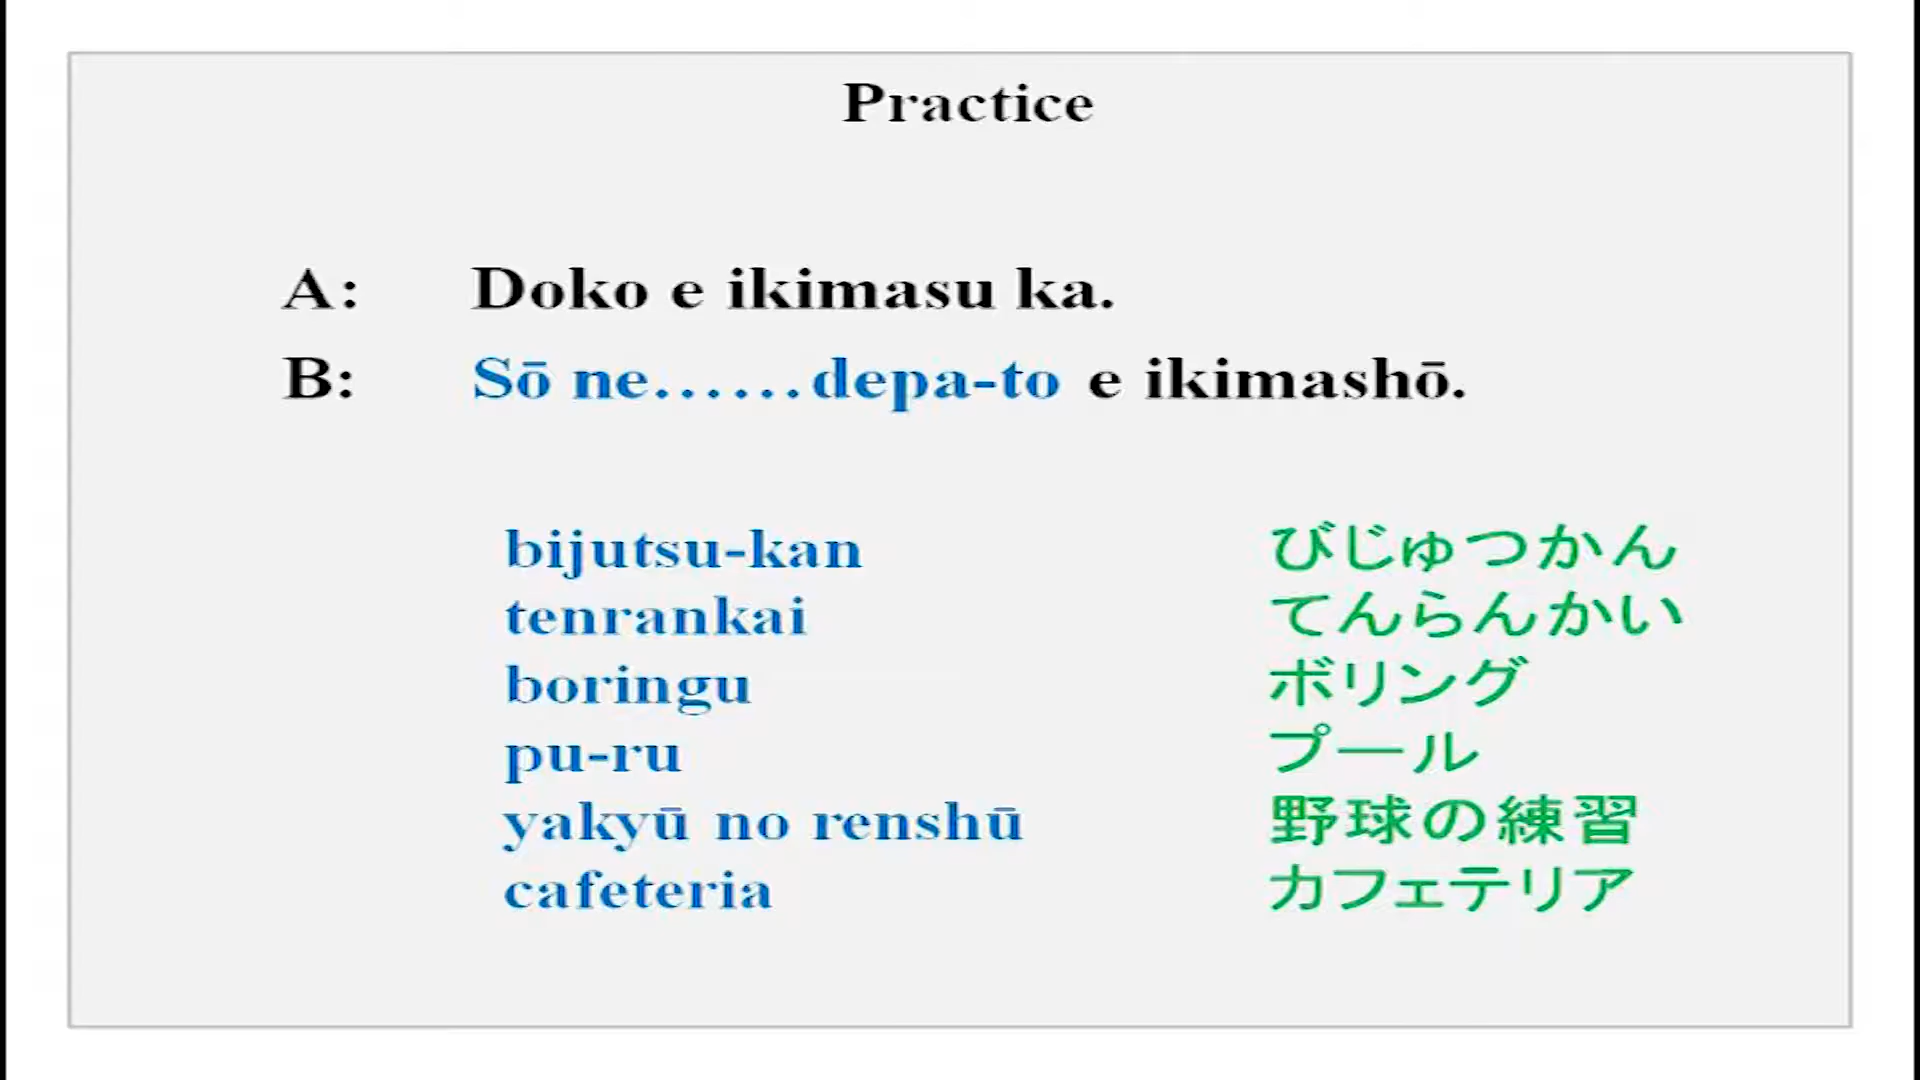 Practice
A: Doko e ikimasu ka.
B: Sō ne......depa-to e ikimashō.
bijutsu-kan びじゅつかん
tenrankai てんらんかい
boringu ボリング
pu-ru プール
yakyū no renshū 野球の練習
cafeteria カフェテリア